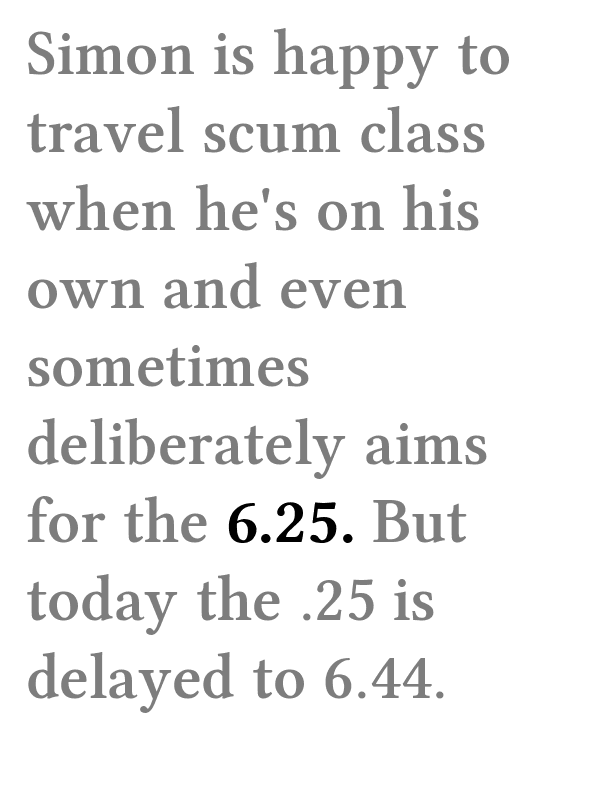 Simon is happy to
travel scum class
when he's on his
own and even
sometimes
deliberately aims
for the 6.25. But
today the .25 is
delayed to 6.44.